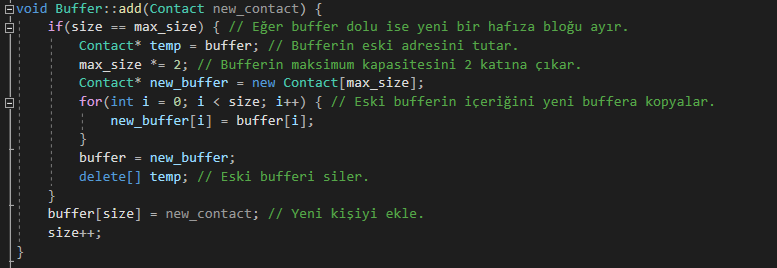 void Buffer::add(Contact new_contact) {
    if(size == max_size) { // Eğer buffer dolu ise yeni bir hafıza bloğu ayır.
        Contact* temp = buffer; // Bufferin eski adresini tutar.
        max_size *= 2; // Bufferin maksimum kapasitesini 2 katına çıkar.
        Contact* new_buffer = new Contact[max_size];
        for(int i = 0; i < size; i++) { // Eski bufferin içeriğini yeni buffera kopyalar.
            new_buffer[i] = buffer[i];
        }
        buffer = new_buffer;
        delete[] temp; // Eski bufferi siler.
    }
    buffer[size] = new_contact; // Yeni kişiyi ekle.
    size++;
}